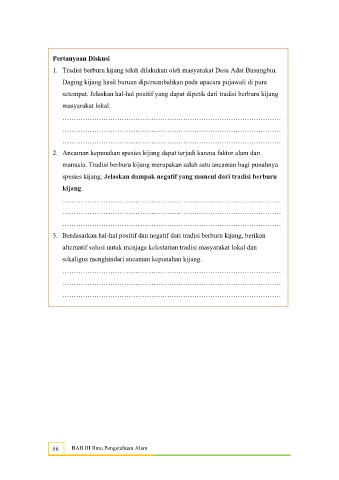 Pertanyaan Diskusi
1. Tradisi berburu kijang telah dilakukan oleh masyarakat Desa Adat Busungbiu.
Daging kijang hasil buruan dipersembahkan pada upacara pujawali di pura
setempat. Jelaskan hal-hal positif yang dapat dipetik dari tradisi berburu kijang
masyarakat lokal.
2. Ancaman kepunahan spesies kijang dapat terjadi karena faktor alam dan
manusia. Tradisi berburu kijang merupakan salah satu ancaman bagi punahnya
spesies kijang. Jelaskan dampak negatif yang muncul dari tradisi berburu
kijang.
3. Berdasarkan hal-hal positif dan negatif dari tradisi berburu kijang, berikan
alternatif solusi untuk menjaga kelestarian tradisi masyarakat lokal dan
sekaligus menghindari ancaman kepunahan kijang.
56 BAB III Ilmu Pengetahuan Alam